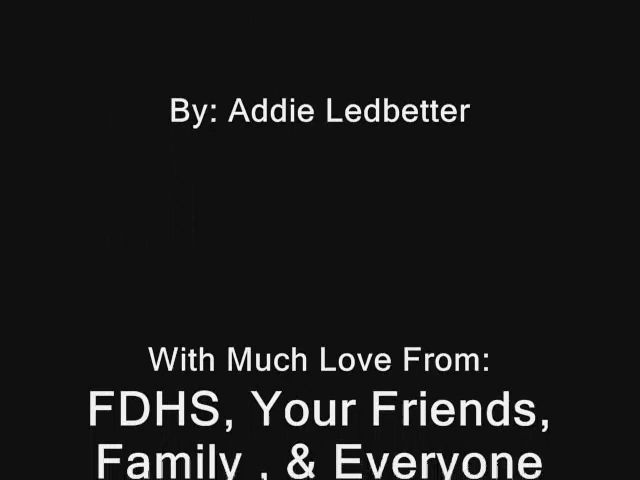 By: Addie Ledbetter
With Much Love From:
FDHS, Your Friends,
Family , & Everyone